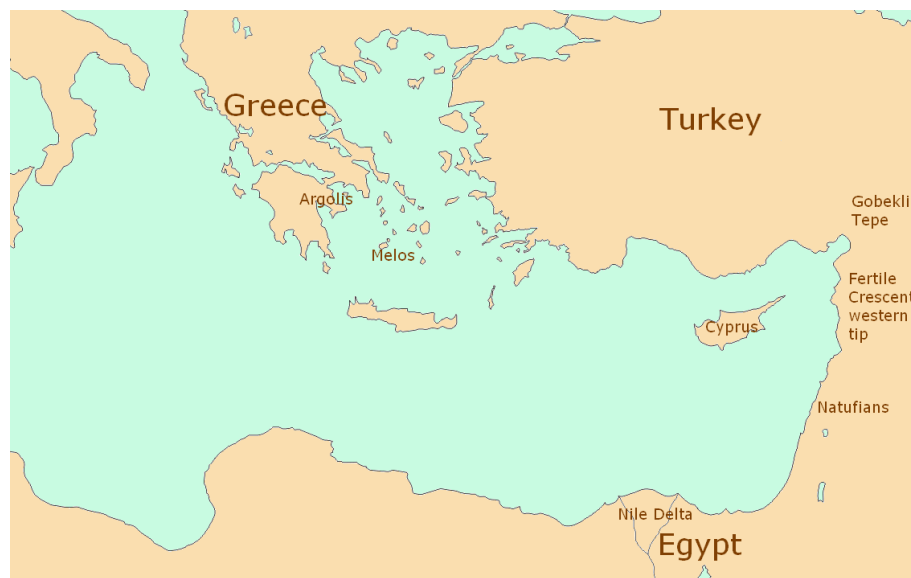 Greece
Turkey
Argolis
Gobekli
Tepe
Melos
Fertile
Crescent
western
tip
Cyprus
Natufians
Nile Delta
Egypt